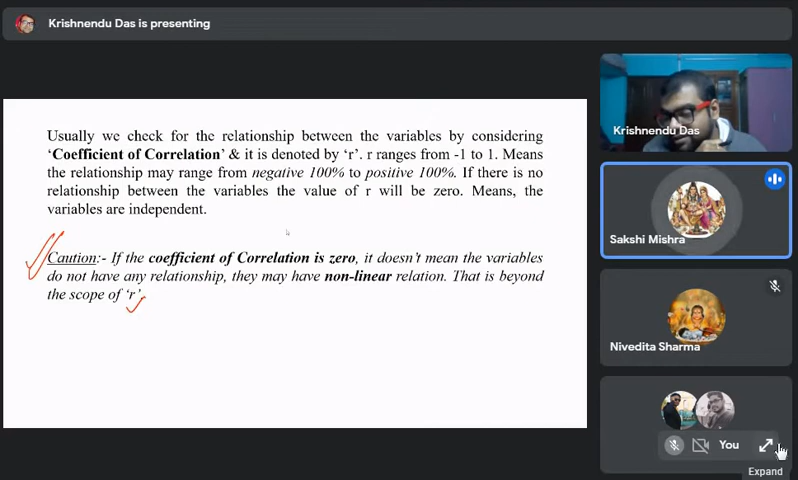 Krishnendu Das is presenting
Usually we check for the relationship between the variables by considering
‘Coefficient of Correlation’ & it is denoted by ‘r’. r ranges from -1 to 1. Means
the relationship may range from negative 100% to positive 100%. If there is no
relationship between the variables the value of r will be zero. Means, the
variables are independent.
Caution:- If the coefficient of Correlation is zero, it doesn’t mean the variables
do not have any relationship, they may have non-linear relation. That is beyond
the scope of ‘r’.
Krishnendu Das
Sakshi Mishra
Nivedita Sharma
You
Expand